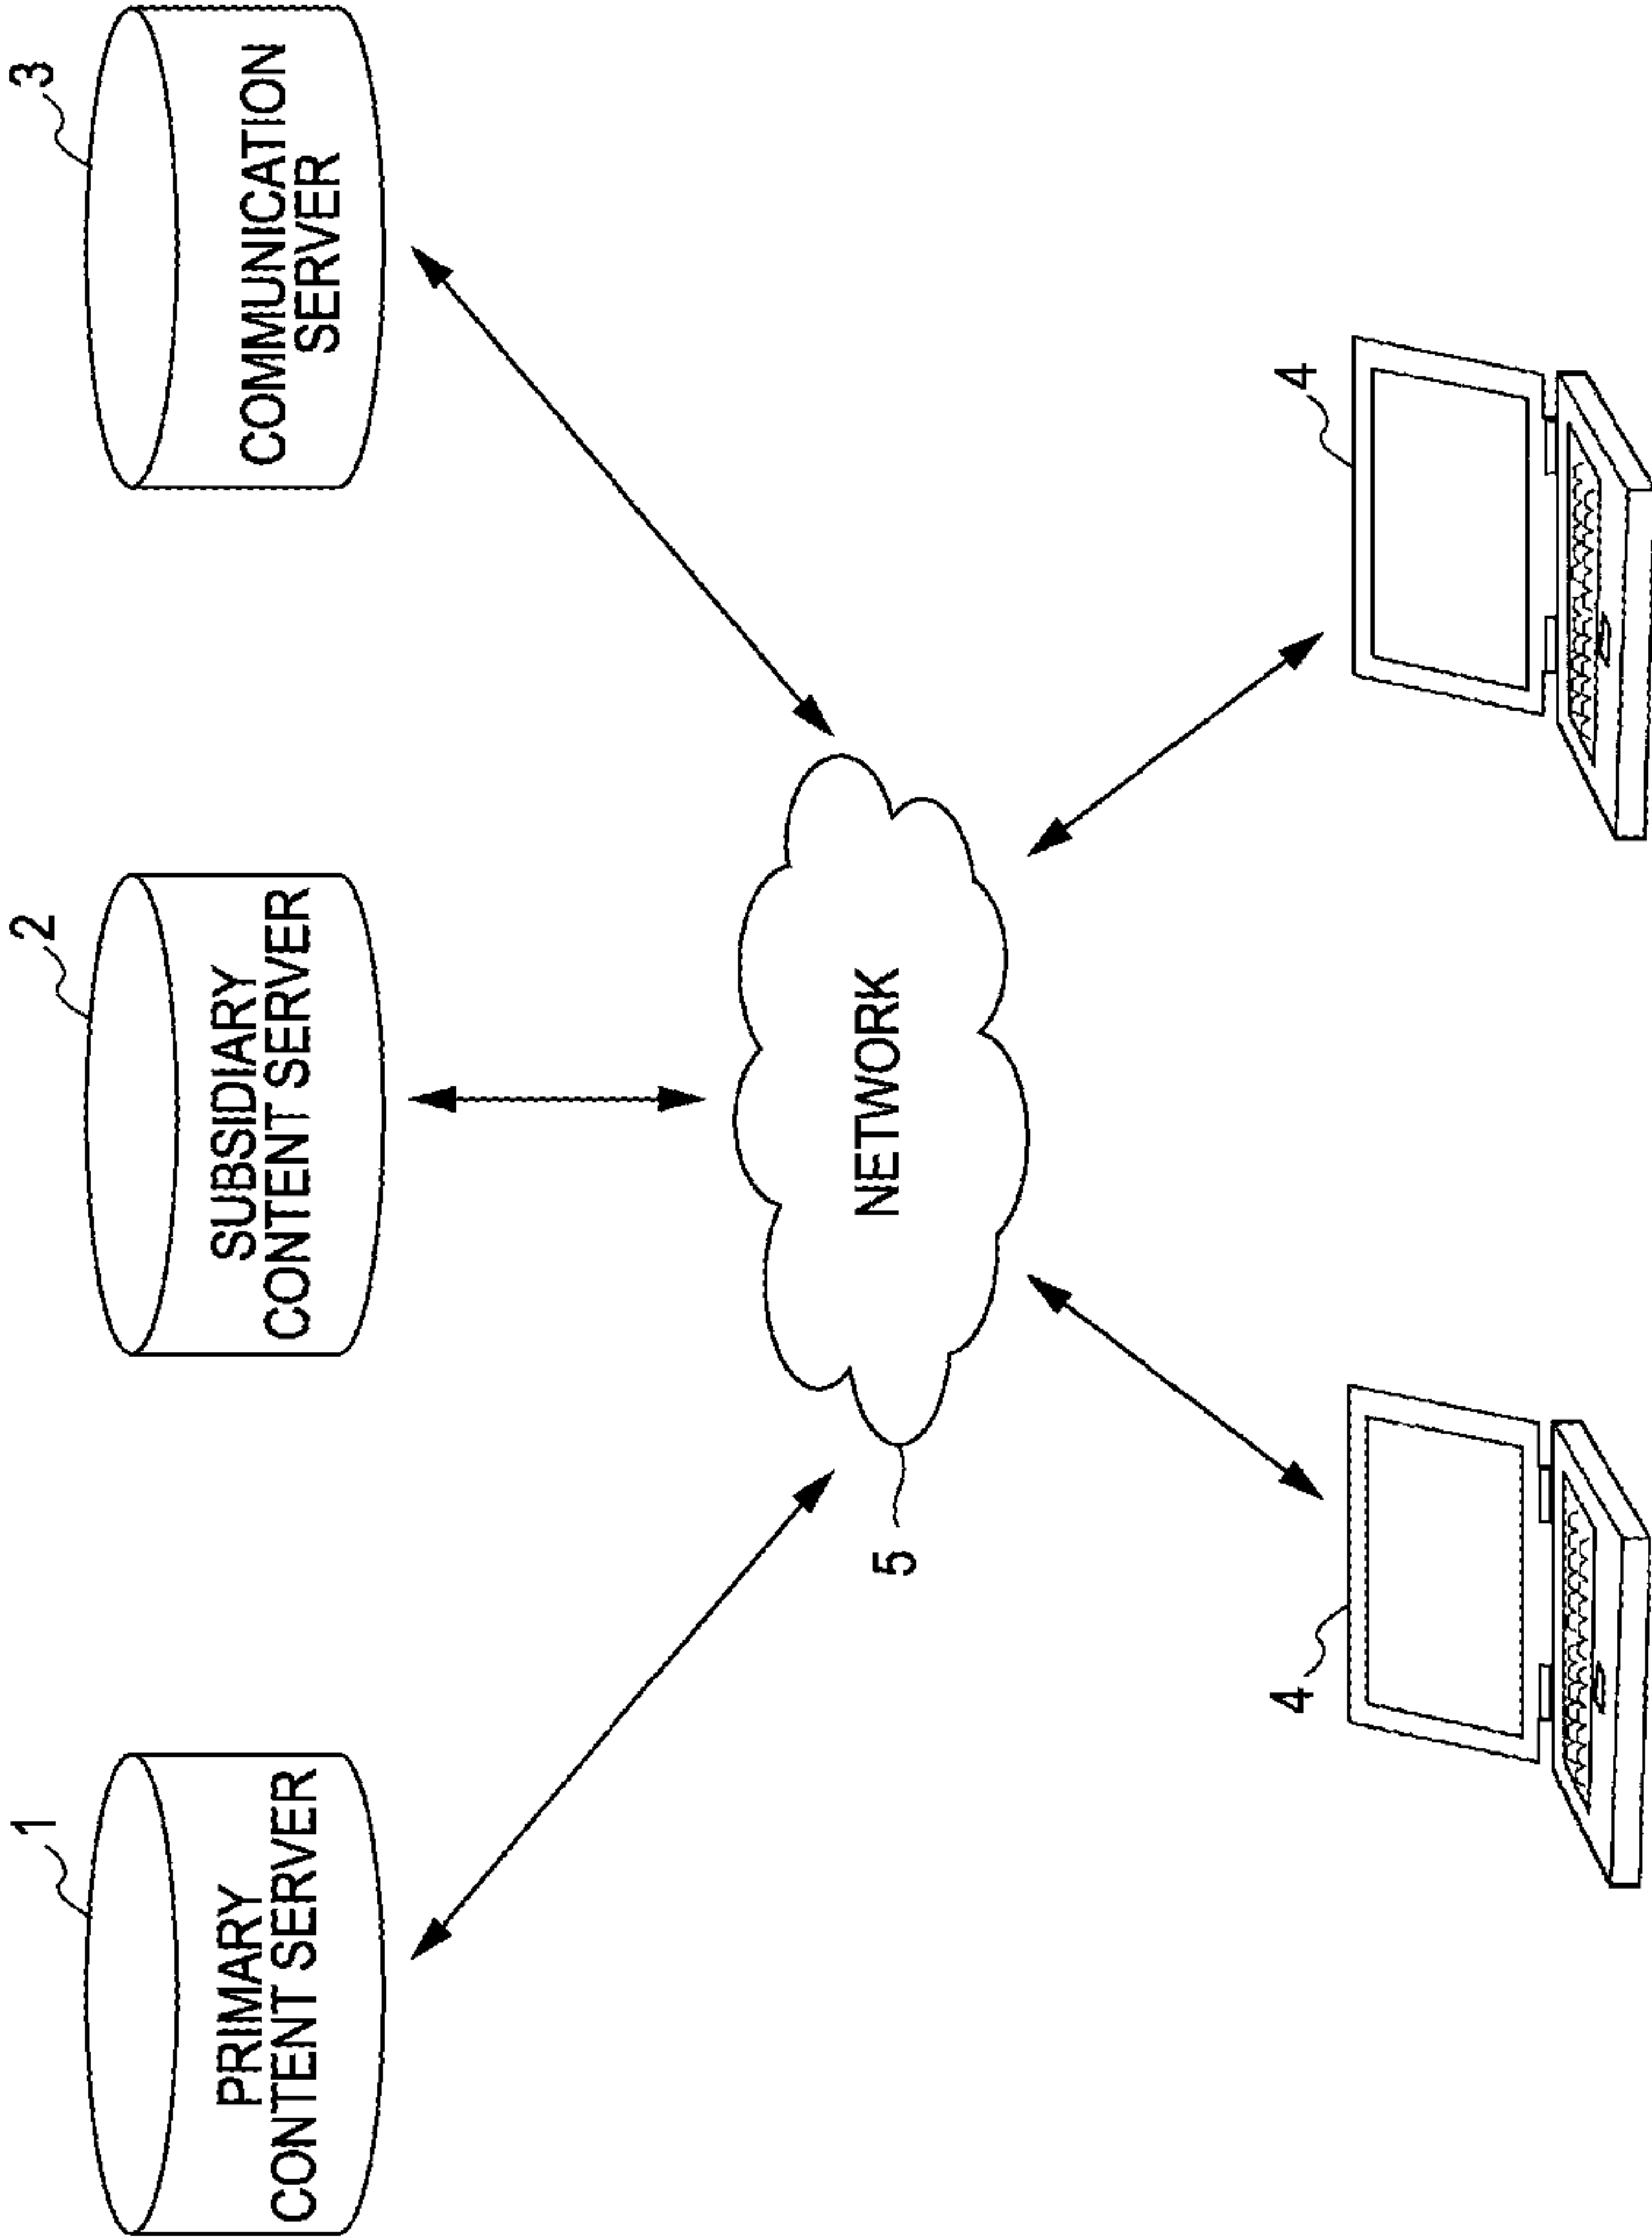 1
PRIMARY
CONTENT SERVER
2
SUBSIDIARY
CONTENT SERVER
3
COMMUNICATION
SERVER
5
NETWORK
4
4